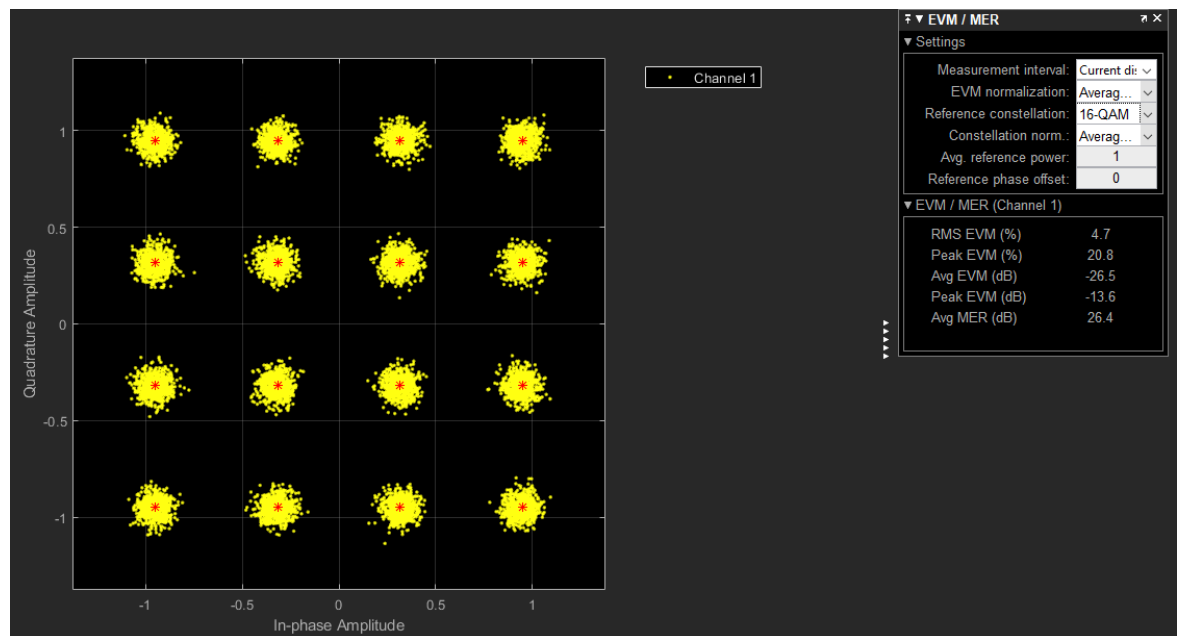 EVM / MER
Settings
Measurement interval: Current di:
EVM normalization: Averag...
Reference constellation: 16-QAM
Constellation norm.: Averag...
Avg. reference power: 1
Reference phase offset: 0
EVM / MER (Channel 1)
RMS EVM (%) 4.7
Peak EVM (%) 20.8
Avg EVM (dB) -26.5
Peak EVM (dB) -13.6
Avg MER (dB) 26.4
Channel 1
Quadrature Amplitude
1
0.5
0
-0.5
-1
-1 -0.5 0 0.5 1
In-phase Amplitude